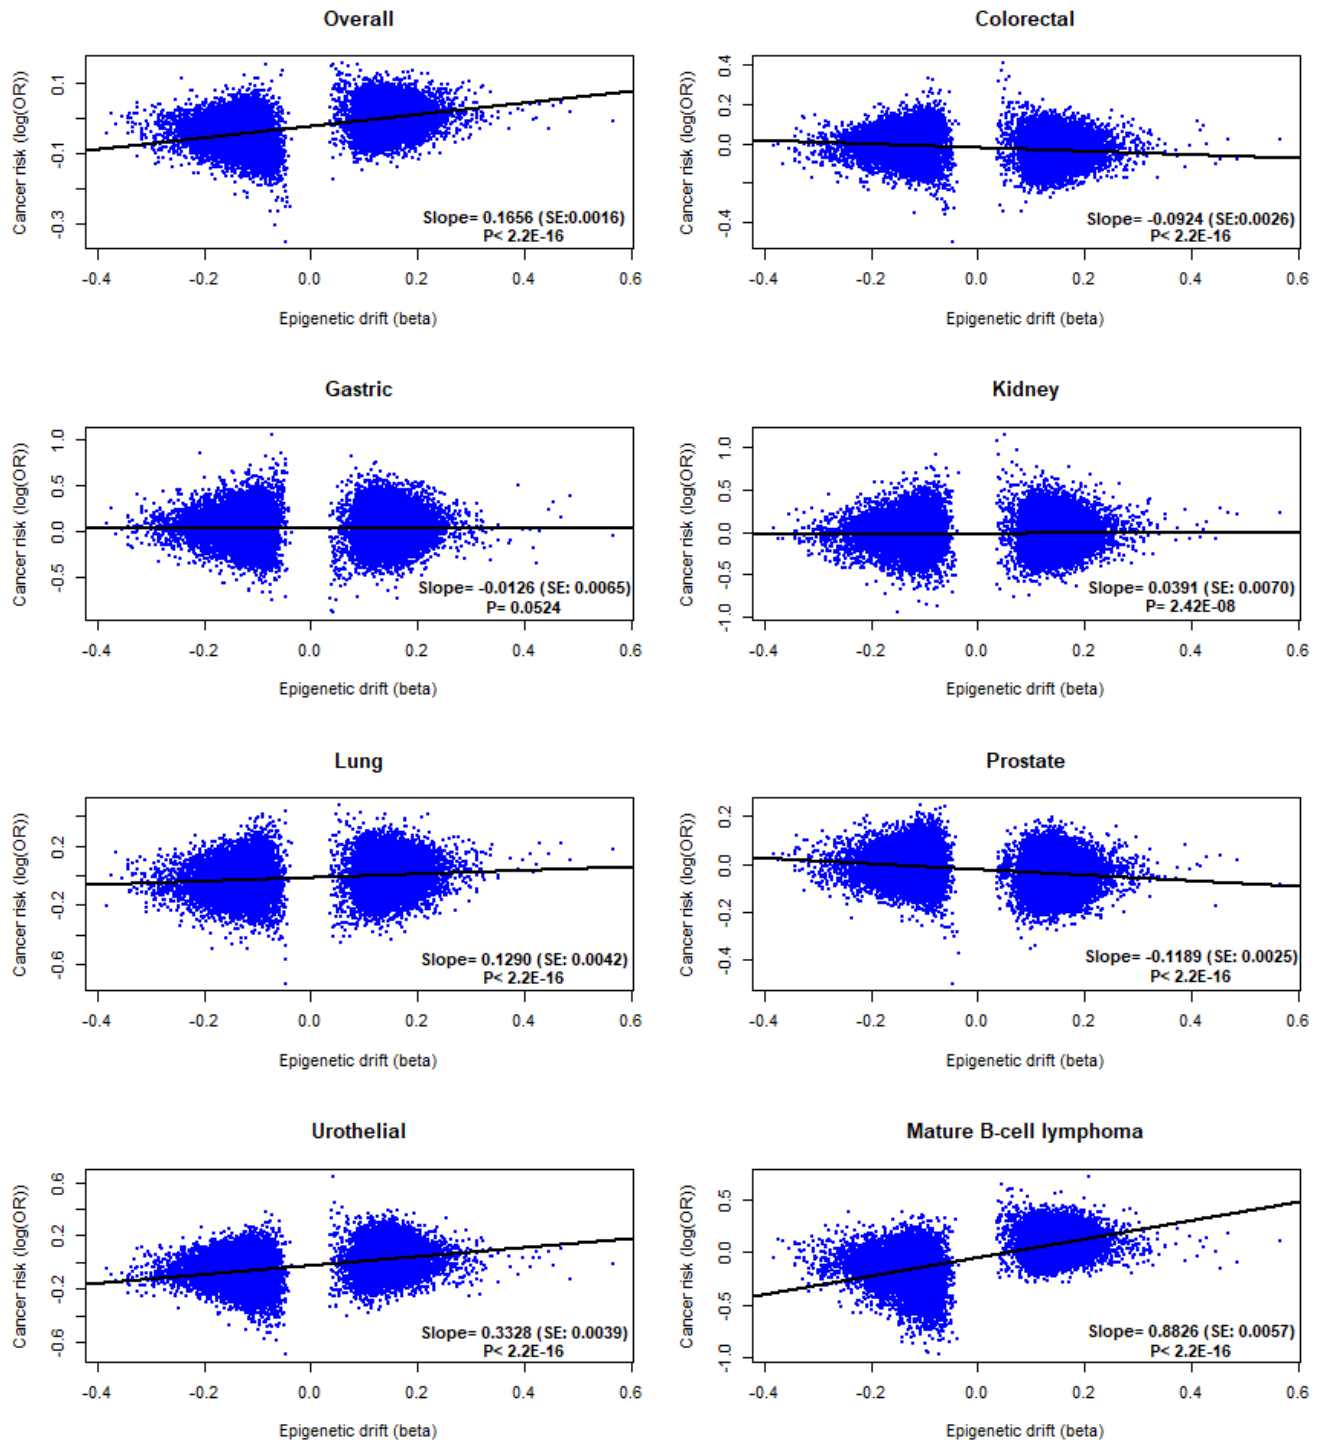 Overall
Cancer risk (log(OR))
0.1
-0.1
-0.3
Slope= 0.1656 (SE:0.0016)
P< 2.2E-16
-0.4 -0.2 0.0 0.2 0.4 0.6
Epigenetic drift (beta)
Colorectal
Cancer risk (log(OR))
0.4
0.2
0.0
-0.4
Slope= -0.0924 (SE:0.0026)
P< 2.2E-16
-0.4 -0.2 0.0 0.2 0.4 0.6
Epigenetic drift (beta)
Gastric
Cancer risk (log(OR))
1.0
0.5
0.0
-0.5
Slope= -0.0126 (SE: 0.0065)
P= 0.0524
-0.4 -0.2 0.0 0.2 0.4 0.6
Epigenetic drift (beta)
Kidney
Cancer risk (log(OR))
1.0
0.5
0.0
-0.5
-1.0
Slope= 0.0391 (SE: 0.0070)
P= 2.42E-08
-0.4 -0.2 0.0 0.2 0.4 0.6
Epigenetic drift (beta)
Lung
Cancer risk (log(OR))
0.2
-0.2
-0.6
Slope= 0.1290 (SE: 0.0042)
P< 2.2E-16
-0.4 -0.2 0.0 0.2 0.4 0.6
Epigenetic drift (beta)
Prostate
Cancer risk (log(OR))
0.2
0.0
-0.2
-0.4
Slope= -0.1189 (SE: 0.0025)
P< 2.2E-16
-0.4 -0.2 0.0 0.2 0.4 0.6
Epigenetic drift (beta)
Urothelial
Cancer risk (log(OR))
0.6
0.2
-0.2
-0.6
Slope= 0.3328 (SE: 0.0039)
P< 2.2E-16
-0.4 -0.2 0.0 0.2 0.4 0.6
Epigenetic drift (beta)
Mature B-cell lymphoma
Cancer risk (log(OR))
0.5
0.0
-0.5
-1.0
Slope= 0.8826 (SE: 0.0057)
P< 2.2E-16
-0.4 -0.2 0.0 0.2 0.4 0.6
Epigenetic drift (beta)